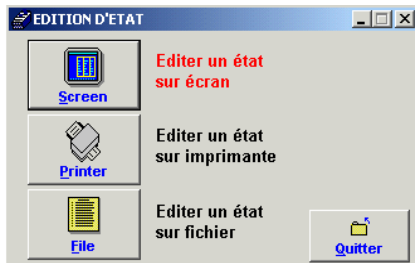 EDITION D'ETAT
Editer un état
sur écran
Screen
Editer un état
sur imprimante
Printer
Editer un état
sur fichier
File
Quitter